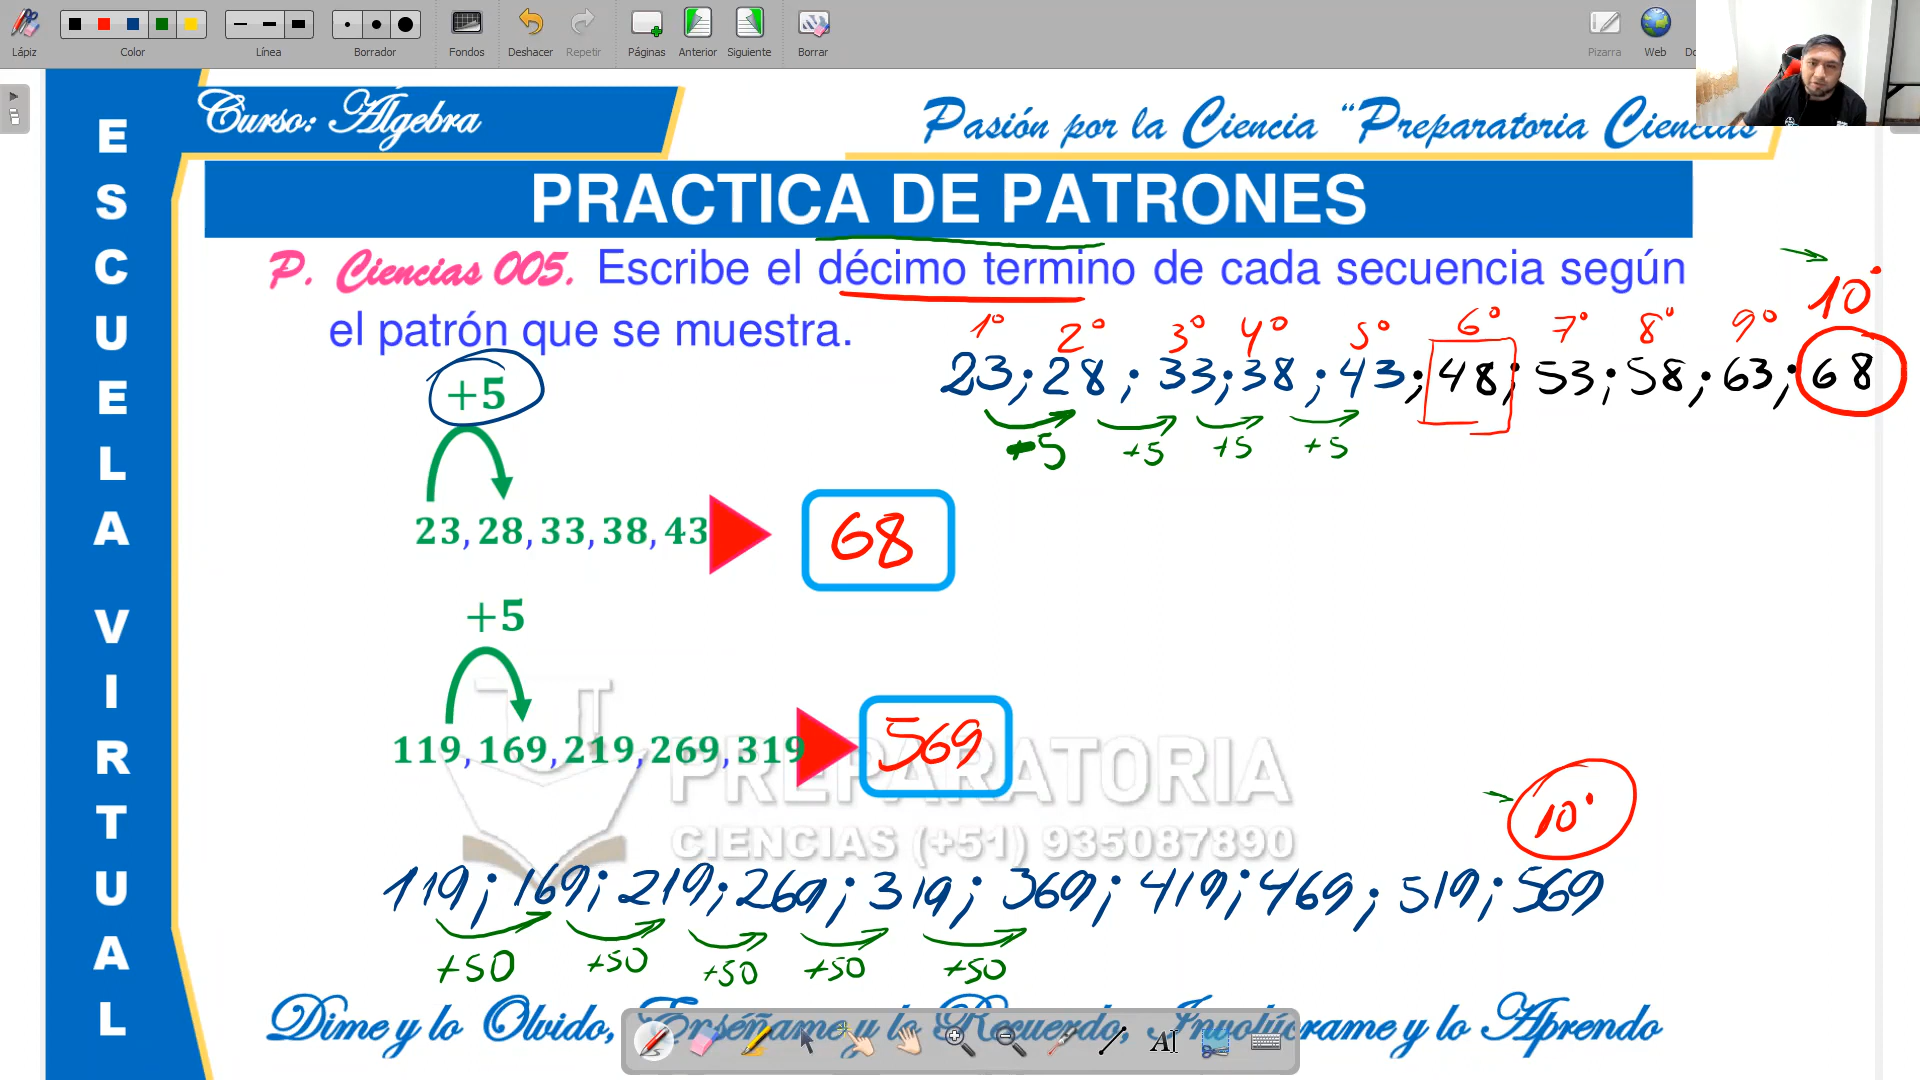 Lápiz Color Línea Borrador Fondos Deshacer Repetir Páginas Anterior Siguiente Borrar Pizarra Web
Curso: Álgebra
Pasión por la Ciencia “Preparatoria Ciencias
ESCUELA VIRTUAL
PRACTICA DE PATRONES
P. Ciencias 005. Escribe el décimo termino de cada secuencia según
el patrón que se muestra.
10°
1° 2° 3° 4° 5° 6° 7° 8° 9°
23; 28; 33; 38; 43; 48; 53; 58; 63; 68
+5 +5 +5 +5
+5
23, 28, 33, 38, 43
68
+5
119, 169, 219, 269, 319
569
PREPARATORIA
CIENCIAS (+51) 935087890
10°
119; 169; 219; 269; 319; 369; 419; 469; 519; 569
+50 +50 +50 +50 +50
Dime y lo Olvido, Enséñame y lo Recuerdo, Involúcrame y lo Aprendo